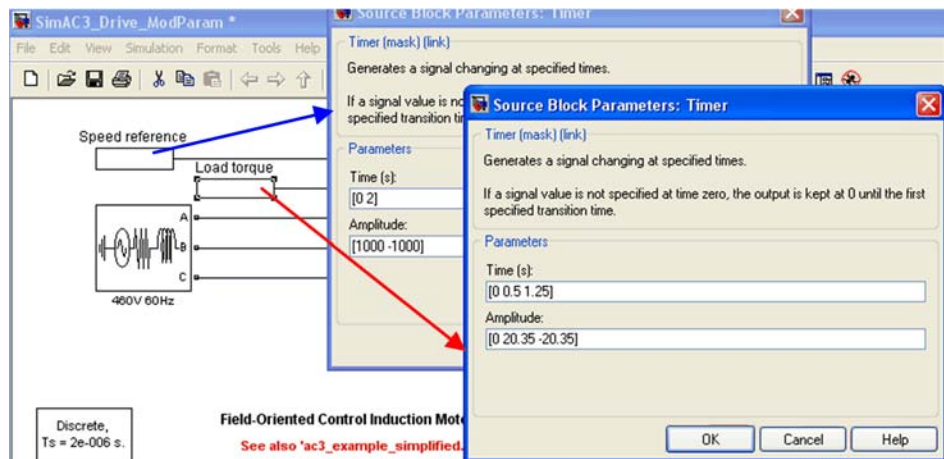 SimAC3_Drive_ModParam *
File Edit View Simulation Format Tools Help
Speed reference
Load torque
A
B
C
460V 60Hz
Discrete,
Ts = 2e-006 s.
Field-Oriented Control Induction
See also 'ac3_example_simplified.
Source Block Parameters: Timer
Timer (mask) (link)
Generates a signal changing at specified times.
If a signal value is
specified transition
Parameters
Time (s):
[0 2]
Amplitude:
[1000 -1000]
Source Block Parameters: Timer
Timer (mask) (link)
Generates a signal changing at specified times.
If a signal value is not specified at time zero, the output is kept at 0 until the first
specified transition time.
Parameters
Time (s):
[0 0.5 1.25]
Amplitude:
[0 20.35 -20.35]
OK Cancel Help